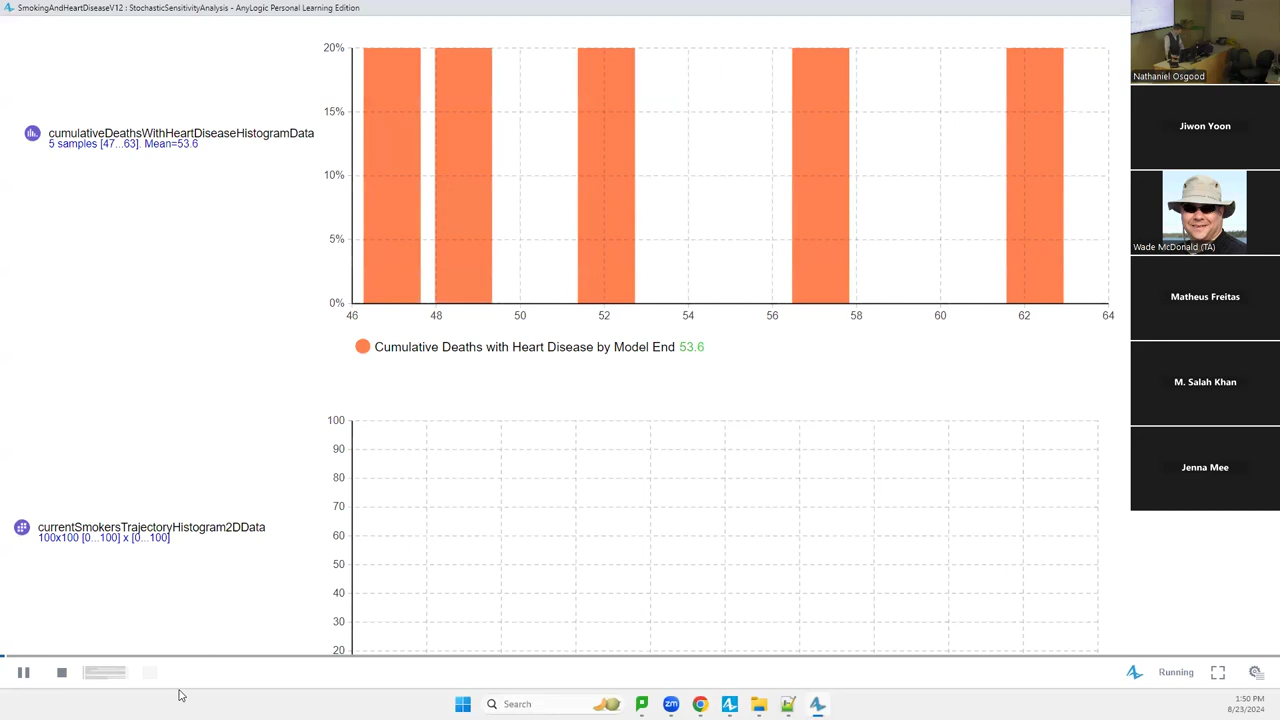 SmokingAndHeartDiseaseV12 : StochasticSensitivityAnalysis - AnyLogic Personal Learning Edition
20%
15%
10%
5%
0%
46 48 50 52 54 56 58 60 62 64
cumulativeDeathsWithHeartDiseaseHistogramData
5 samples [47...63]. Mean=53.6
Cumulative Deaths with Heart Disease by Model End 53.6
100
90
80
70
60
50
40
30
20
currentSmokersTrajectoryHistogram2DData
100x100 [0...100] x [0...100]
Nathaniel Osgood
Jiwon Yoon
Wade McDonald (TA)
Matheus Freitas
M. Salah Khan
Jenna Mee
Running
Search
zm
1:50 PM
8/23/2024